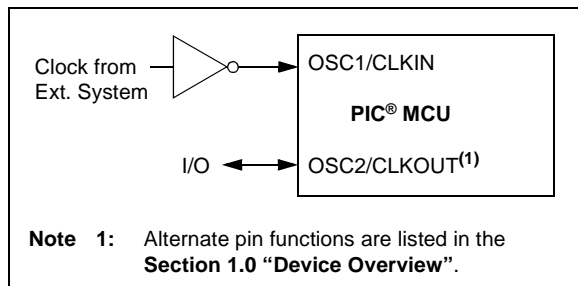 Clock from
Ext. System
OSC1/CLKIN
PIC® MCU
I/O
OSC2/CLKOUT(1)
Note 1: Alternate pin functions are listed in the
Section 1.0 “Device Overview”.